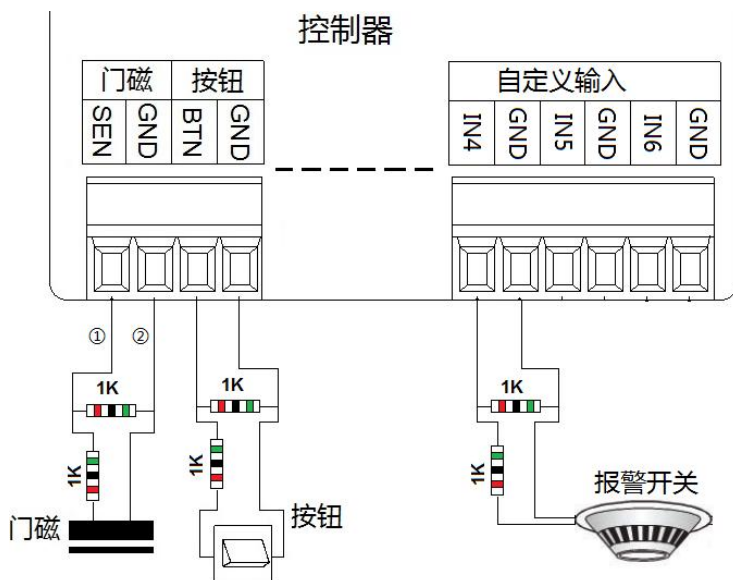 控制器
门磁 按钮
SEN GND BTN GND
自定义输入
IN4 GND IN5 GND IN6 GND
① ②
1K
1K
门磁
1K
1K
按钮
1K
1K
报警开关